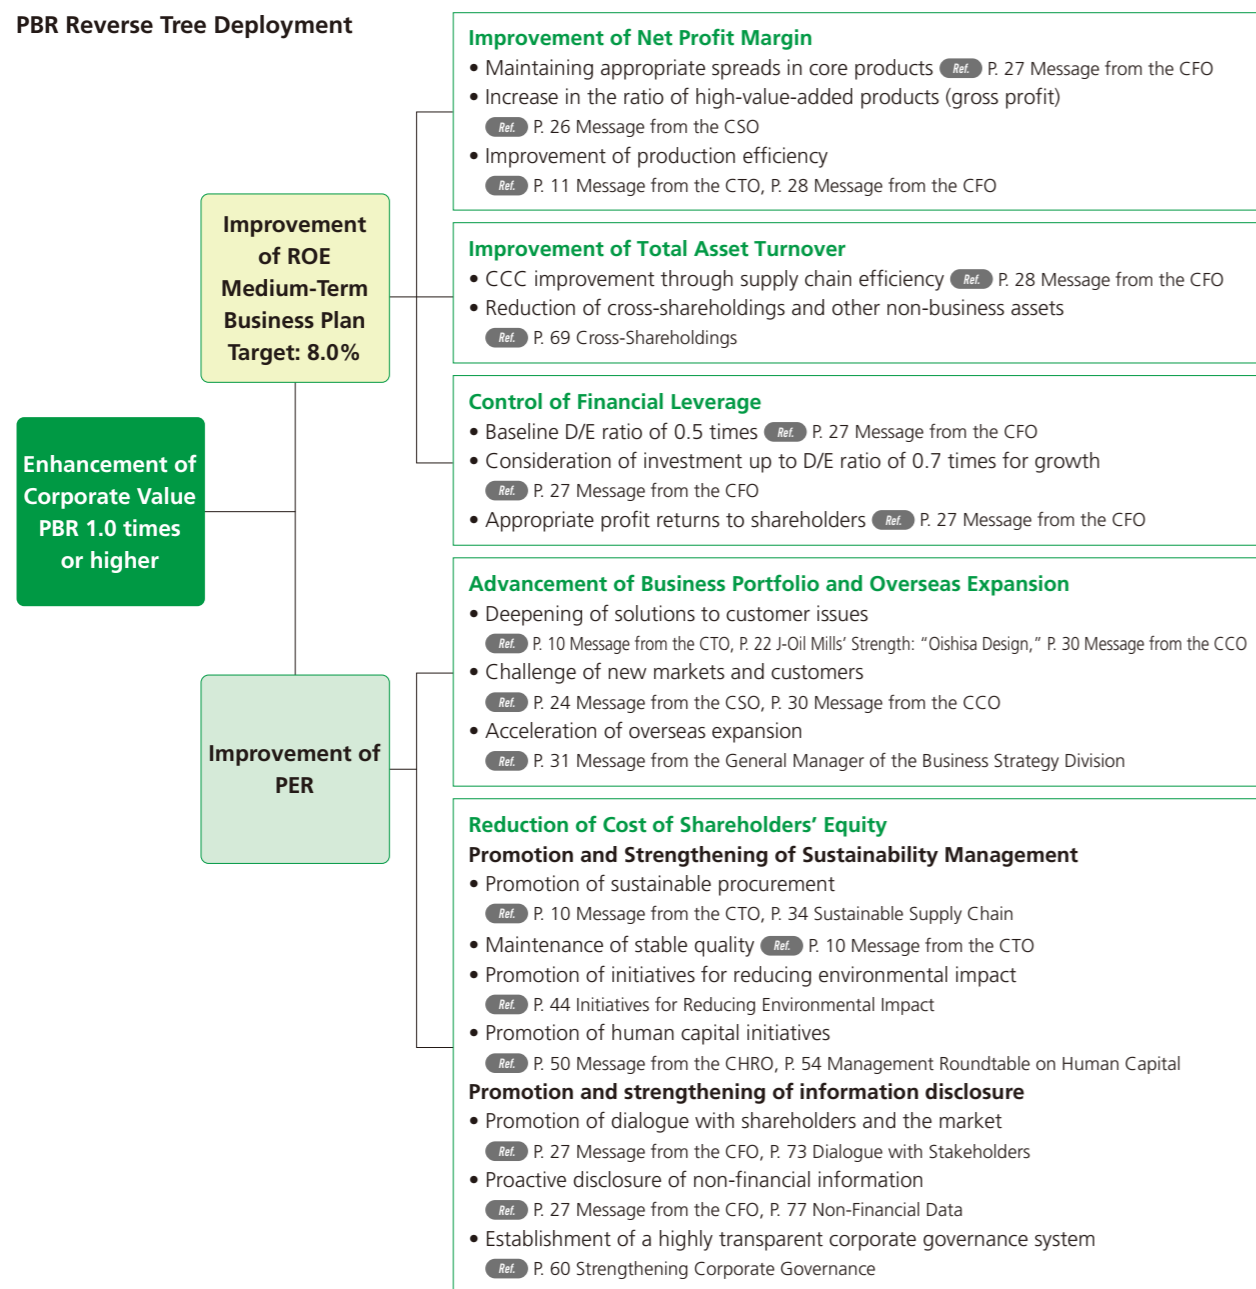 PBR Reverse Tree Deployment
Enhancement of
Corporate Value
PBR 1.0 times
or higher
Improvement
of ROE
Medium-Term
Business Plan
Target: 8.0%
Improvement of Net Profit Margin
• Maintaining appropriate spreads in core products Ref. P. 27 Message from the CFO
• Increase in the ratio of high-value-added products (gross profit)
Ref. P. 26 Message from the CSO
• Improvement of production efficiency
Ref. P. 11 Message from the CTO, P. 28 Message from the CFO
Improvement of Total Asset Turnover
• CCC improvement through supply chain efficiency Ref. P. 28 Message from the CFO
• Reduction of cross-shareholdings and other non-business assets
Ref. P. 69 Cross-Shareholdings
Control of Financial Leverage
• Baseline D/E ratio of 0.5 times Ref. P. 27 Message from the CFO
• Consideration of investment up to D/E ratio of 0.7 times for growth
Ref. P. 27 Message from the CFO
• Appropriate profit returns to shareholders Ref. P. 27 Message from the CFO
Improvement of
PER
Advancement of Business Portfolio and Overseas Expansion
• Deepening of solutions to customer issues
Ref. P. 10 Message from the CTO, P. 22 J-Oil Mills’ Strength: “Oishisa Design,” P. 30 Message from the CCO
• Challenge of new markets and customers
Ref. P. 24 Message from the CSO, P. 30 Message from the CCO
• Acceleration of overseas expansion
Ref. P. 31 Message from the General Manager of the Business Strategy Division
Reduction of Cost of Shareholders’ Equity
Promotion and Strengthening of Sustainability Management
• Promotion of sustainable procurement
Ref. P. 10 Message from the CTO, P. 34 Sustainable Supply Chain
• Maintenance of stable quality Ref. P. 10 Message from the CTO
• Promotion of initiatives for reducing environmental impact
Ref. P. 44 Initiatives for Reducing Environmental Impact
• Promotion of human capital initiatives
Ref. P. 50 Message from the CHRO, P. 54 Management Roundtable on Human Capital
Promotion and strengthening of information disclosure
• Promotion of dialogue with shareholders and the market
Ref. P. 27 Message from the CFO, P. 73 Dialogue with Stakeholders
• Proactive disclosure of non-financial information
Ref. P. 27 Message from the CFO, P. 77 Non-Financial Data
• Establishment of a highly transparent corporate governance system
Ref. P. 60 Strengthening Corporate Governance